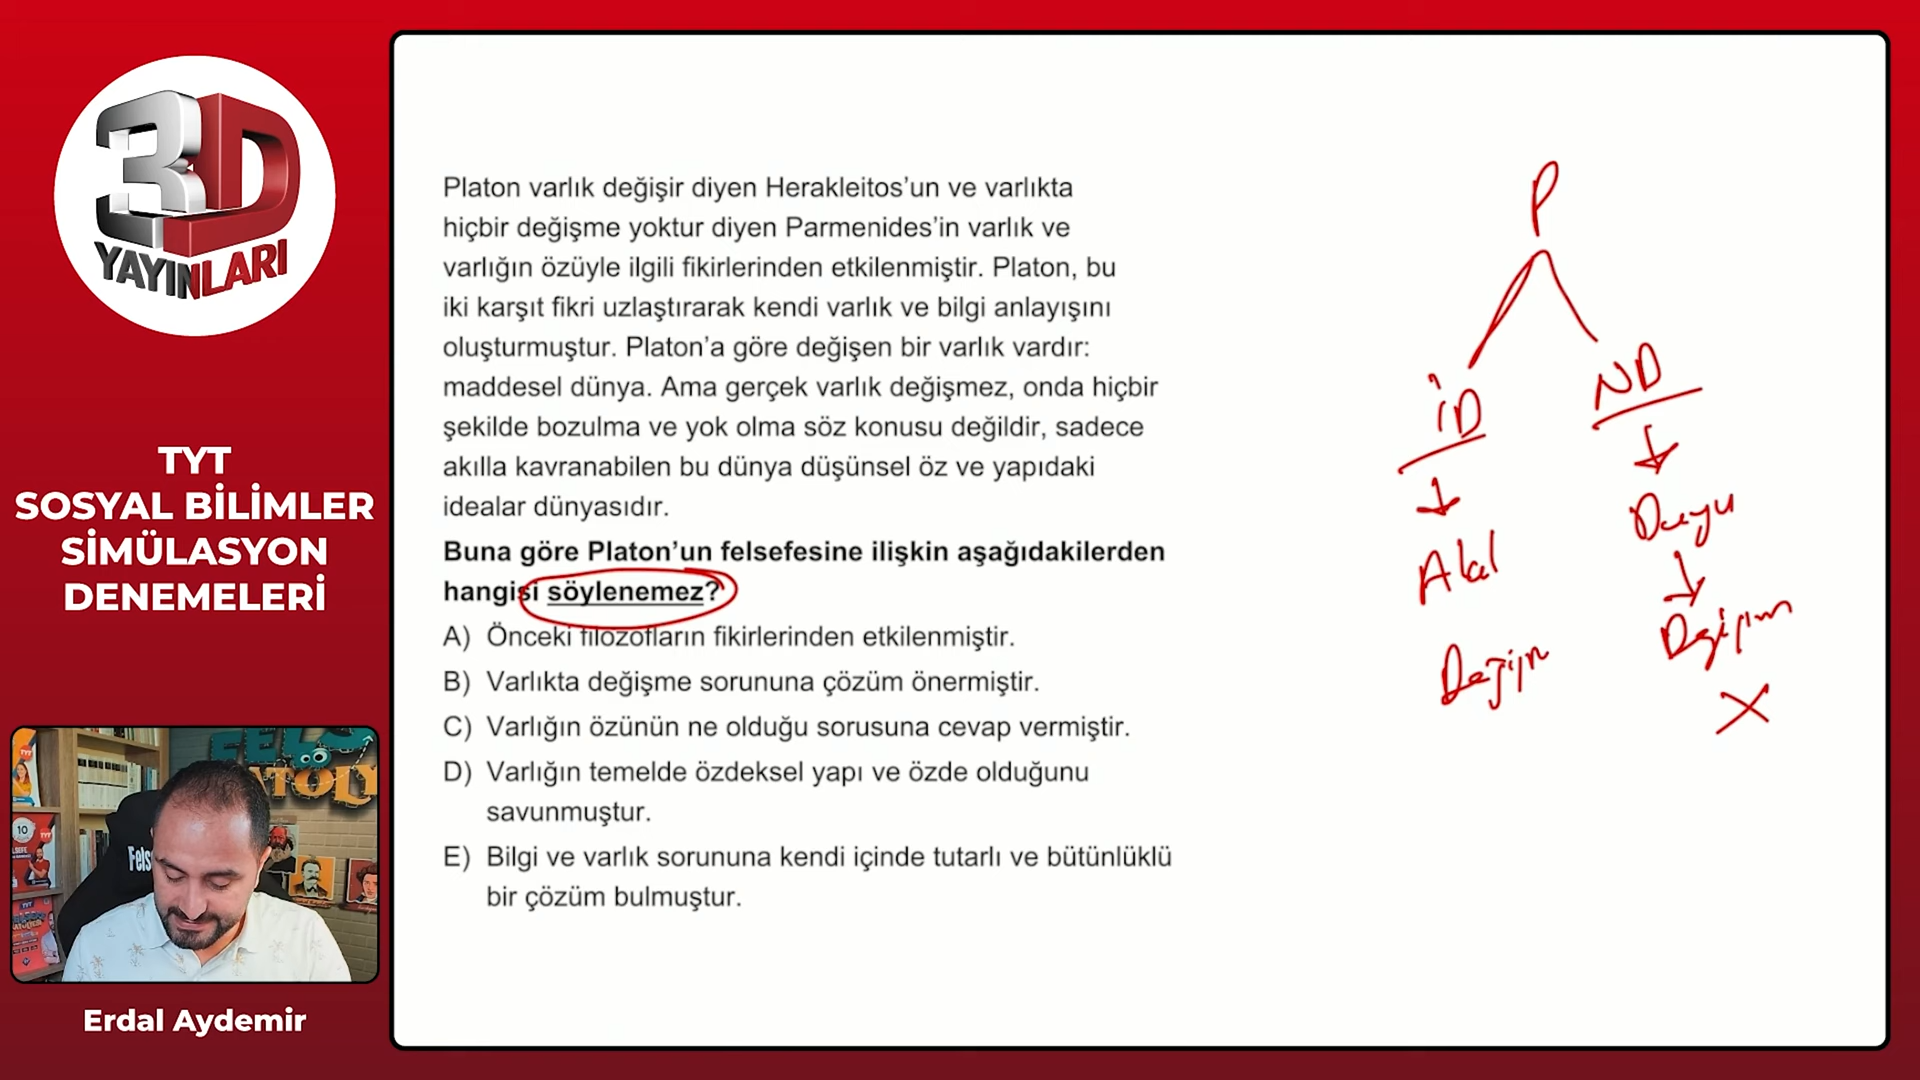 3D
YAYINLARI
TYT
SOSYAL BİLİMLER
SİMÜLASYON
DENEMELERİ
Erdal Aydemir
Platon varlık değişir diyen Herakleitos’un ve varlıkta
hiçbir değişme yoktur diyen Parmenides’in varlık ve
varlığın özüyle ilgili fikirlerinden etkilenmiştir. Platon, bu
iki karşıt fikri uzlaştırarak kendi varlık ve bilgi anlayışını
oluşturmuştur. Platon’a göre değişen bir varlık vardır:
maddesel dünya. Ama gerçek varlık değişmez, onda hiçbir
şekilde bozulma ve yok olma söz konusu değildir, sadece
akılla kavranabilen bu dünya düşünsel öz ve yapıdaki
idealar dünyasıdır.
Buna göre Platon’un felsefesine ilişkin aşağıdakilerden
hangisi söylenemez?
A) Önceki filozofların fikirlerinden etkilenmiştir.
B) Varlıkta değişme sorununa çözüm önermiştir.
C) Varlığın özünün ne olduğu sorusuna cevap vermiştir.
D) Varlığın temelde özdeksel yapı ve özde olduğunu
savunmuştur.
E) Bilgi ve varlık sorununa kendi içinde tutarlı ve bütünlüklü
bir çözüm bulmuştur.
P
İD
ND
Akıl
Duyu
Değişim
X